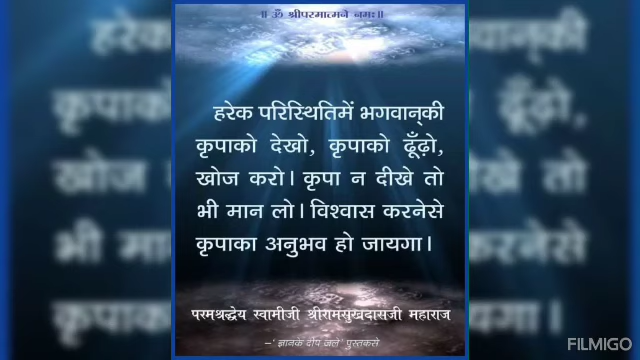 ॥ ॐ श्रीपरमात्मने नमः॥
हरेक परिस्थितिमें भगवान्‌की
कृपाको देखो, कृपाको ढूँढ़ो,
खोज करो। कृपा न दीखे तो
भी मान लो। विश्वास करनेसे
कृपाका अनुभव हो जायगा।
परमश्रद्धेय स्वामीजी श्रीरामसुखदासजी महाराज
–‘ ज्ञानके दीप जले’ पुस्तकसे
FILMIGO